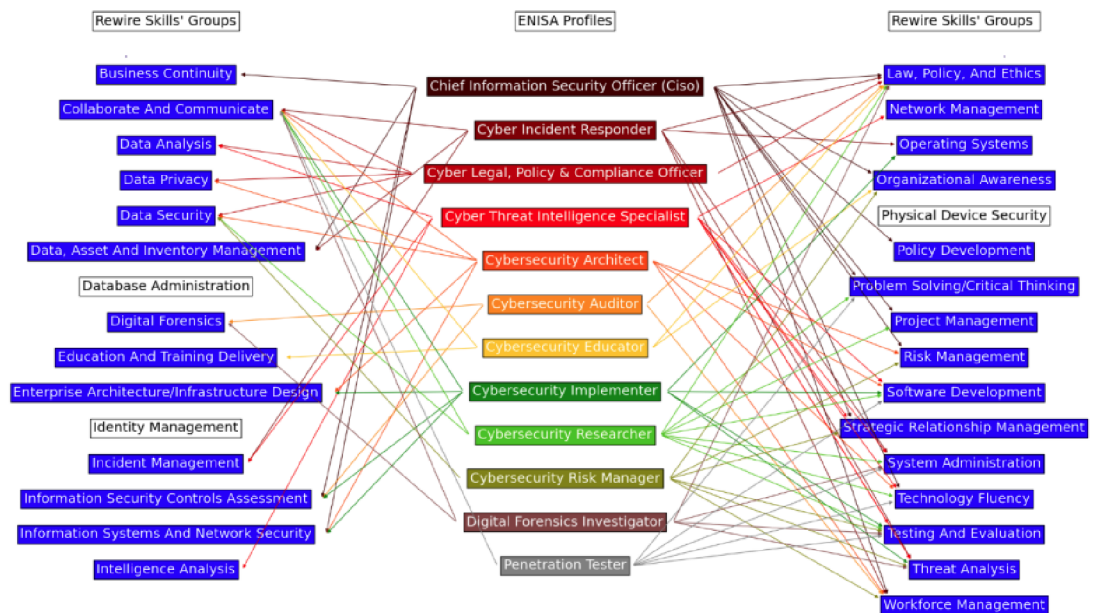 Rewire Skills' Groups
ENISA Profiles
Rewire Skills' Groups
Business Continuity
Collaborate And Communicate
Data Analysis
Data Privacy
Data Security
Data, Asset And Inventory Management
Database Administration
Digital Forensics
Education And Training Delivery
Enterprise Architecture/Infrastructure Design
Identity Management
Incident Management
Information Security Controls Assessment
Information Systems And Network Security
Intelligence Analysis
Chief Information Security Officer (Ciso)
Cyber Incident Responder
Cyber Legal, Policy & Compliance Officer
Cyber Threat Intelligence Specialist
Cybersecurity Architect
Cybersecurity Auditor
Cybersecurity Educator
Cybersecurity Implementer
Cybersecurity Researcher
Cybersecurity Risk Manager
Digital Forensics Investigator
Penetration Tester
Law, Policy, And Ethics
Network Management
Operating Systems
Organizational Awareness
Physical Device Security
Policy Development
Problem Solving/Critical Thinking
Project Management
Risk Management
Software Development
Strategic Relationship Management
System Administration
Technology Fluency
Testing And Evaluation
Threat Analysis
Workforce Management